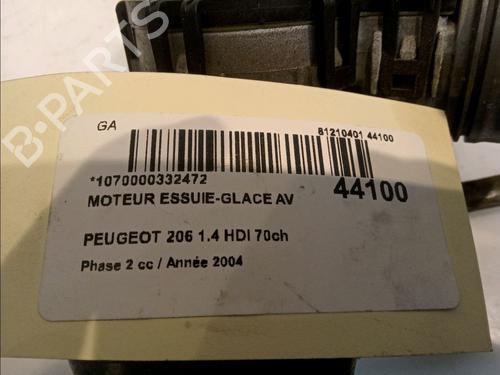 B-PARTS
GA
81210401 44100
*1070000332472
44100
MOTEUR ESSUIE-GLACE AV
PEUGEOT 206 1.4 HDI 70ch
Phase 2 cc / Année 2004